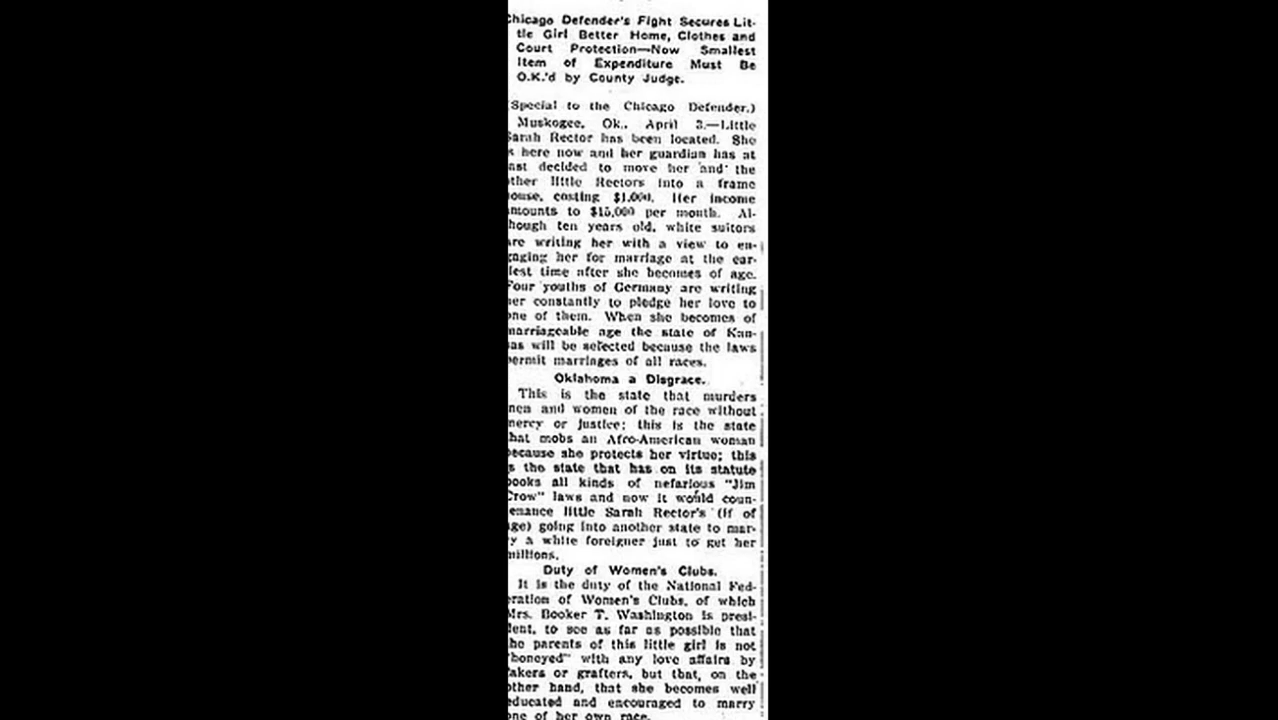 Chicago Defender's Fight Secures Lit-
tle Girl Better Home, Clothes and
Court Protection—Now Smallest
Item of Expenditure Must Be
O.K.'d by County Judge.
(Special to the Chicago Defender.)
Muskogee, Ok., April 3.—Little
Sarah Rector has been located. She
s here now and her guardian has at
ast decided to move her and the
ther little Rectors into a frame
ouse, costing $1,000. Her income
mounts to $15,000 per month. Al-
hough ten years old, white suitors
re writing her with a view to en-
gaging her for marriage at the ear-
iest time after she becomes of age.
Four youths of Germany are writing
er constantly to pledge her love to
one of them. When she becomes of
marriageable age the state of Kan-
sas will be selected because the laws
permit marriages of all races.
Oklahoma a Disgrace.
This is the state that murders
men and women of the race without
mercy or justice; this is the state
hat mobs an Afro-American woman
because she protects her virtue; this
s the state that has on its statute
books all kinds of nefarious "Jim
Crow" laws and now it would coun-
enance little Sarah Rector's (if of
age) going into another state to mar-
ry a white foreigner just to get her
millions.
Duty of Women's Clubs.
It is the duty of the National Fed-
eration of Women's Clubs, of which
Mrs. Booker T. Washington is presi-
dent, to see as far as possible that
he parents of this little girl is not
"honeyed" with any love affairs by
fakers or grafters, but that, on the
other hand, that she becomes well
educated and encouraged to marry
one of her own race.